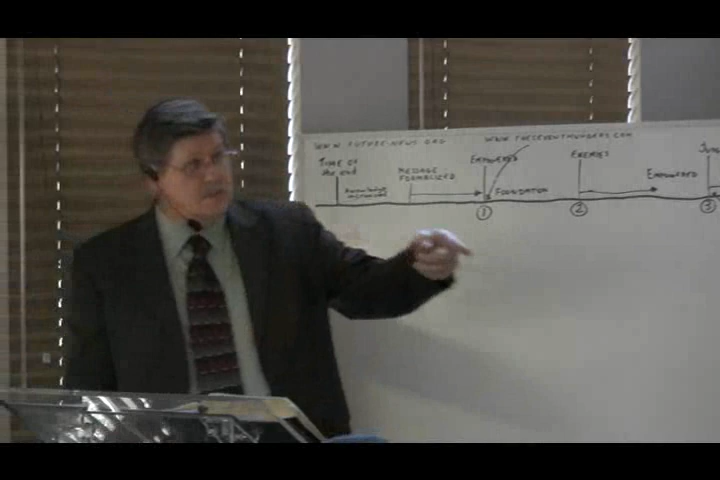 WWW.FUTURE-NEWS.ORG
WWW.THESEVENTHUNDERS.COM
TIME OF
the end
MESSAGE
FORMALIZED
EMPOWERED
ENEMIES
EMPOWERED
FOUNDATION
1
2
3